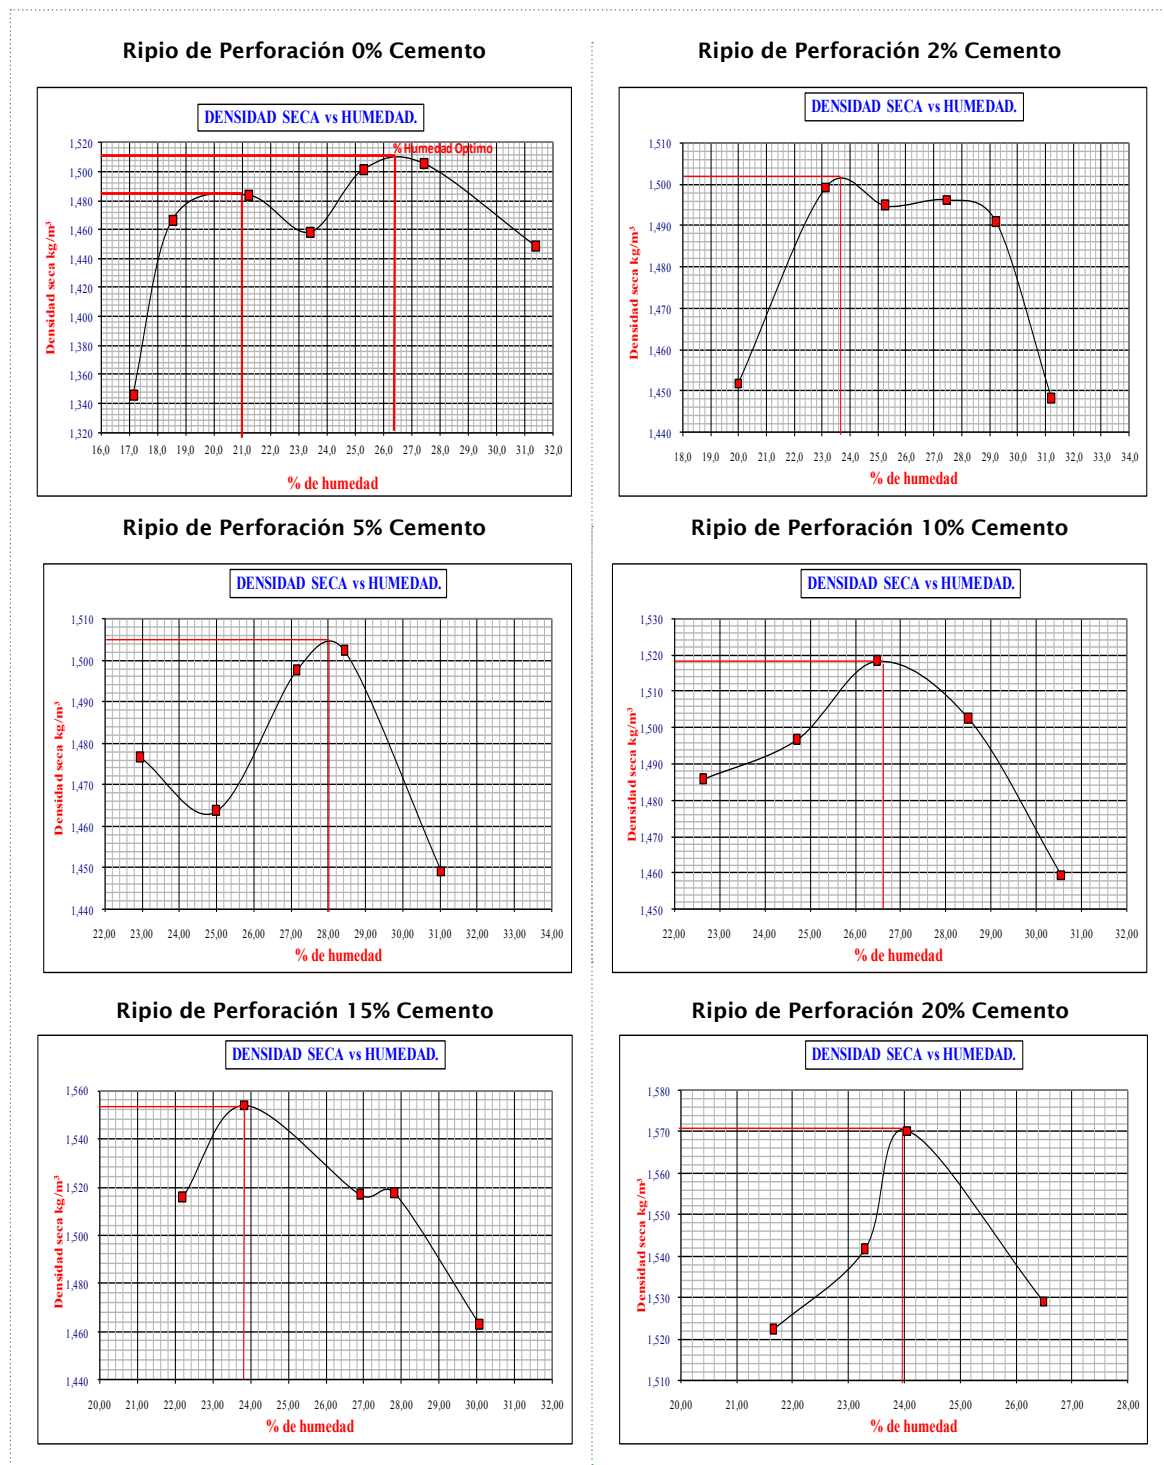 Ripio de Perforación 0% Cemento
DENSIDAD SECA vs HUMEDAD.
% Humedad Optimo
Densidad seca kg/m³
1,520
1,500
1,480
1,460
1,440
1,420
1,400
1,380
1,360
1,340
1,320
16,0 17,0 18,0 19,0 20,0 21,0 22,0 23,0 24,0 25,0 26,0 27,0 28,0 29,0 30,0 31,0 32,0
% de humedad
Ripio de Perforación 2% Cemento
DENSIDAD SECA vs HUMEDAD.
Densidad seca kg/m³
1,510
1,500
1,490
1,480
1,470
1,460
1,450
1,440
18,0 19,0 20,0 21,0 22,0 23,0 24,0 25,0 26,0 27,0 28,0 29,0 30,0 31,0 32,0 33,0 34,0
% de humedad
Ripio de Perforación 5% Cemento
DENSIDAD SECA vs HUMEDAD.
Densidad seca kg/m³
1,510
1,500
1,490
1,480
1,470
1,460
1,450
1,440
22,00 23,00 24,00 25,00 26,00 27,00 28,00 29,00 30,00 31,00 32,00 33,00 34,00
% de humedad
Ripio de Perforación 10% Cemento
DENSIDAD SECA vs HUMEDAD.
Densidad seca kg/m³
1,530
1,520
1,510
1,500
1,490
1,480
1,470
1,460
1,450
22,00 23,00 24,00 25,00 26,00 27,00 28,00 29,00 30,00 31,00 32,00
% de humedad
Ripio de Perforación 15% Cemento
DENSIDAD SECA vs HUMEDAD.
Densidad seca kg/m³
1,560
1,540
1,520
1,500
1,480
1,460
1,440
20,00 21,00 22,00 23,00 24,00 25,00 26,00 27,00 28,00 29,00 30,00 31,00 32,00
% de humedad
Ripio de Perforación 20% Cemento
DENSIDAD SECA vs HUMEDAD.
Densidad seca kg/m³
1,580
1,570
1,560
1,550
1,540
1,530
1,520
1,510
20,00 21,00 22,00 23,00 24,00 25,00 26,00 27,00 28,00
% de humedad